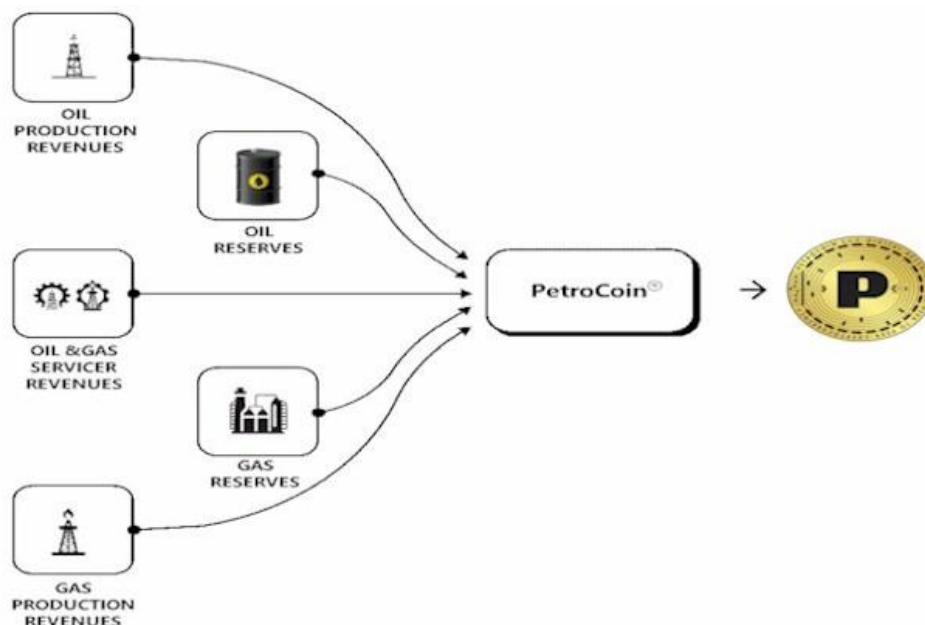 OIL
PRODUCTION
REVENUES
OIL
RESERVES
OIL &GAS
SERVICER
REVENUES
PetroCoin®
P
GAS
RESERVES
GAS
PRODUCTION
REVENUES